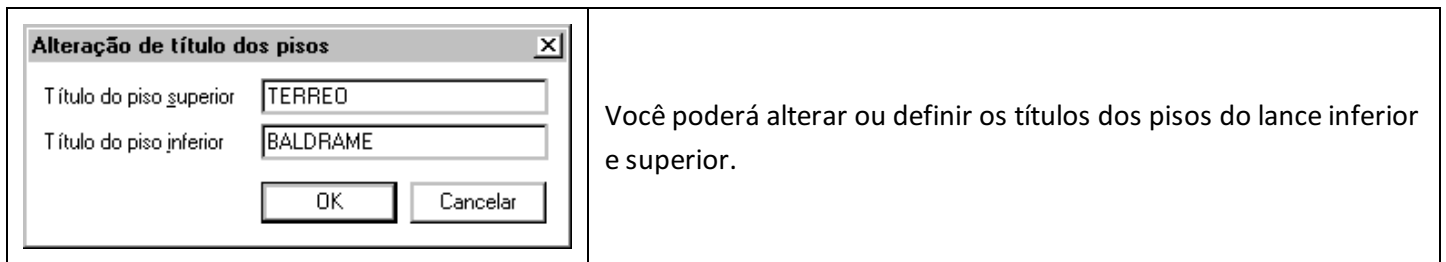 Alteração de título dos pisos
Título do piso superior TERREO
Título do piso inferior BALDRAME
OK Cancelar
Você poderá alterar ou definir os títulos dos pisos do lance inferior
e superior.